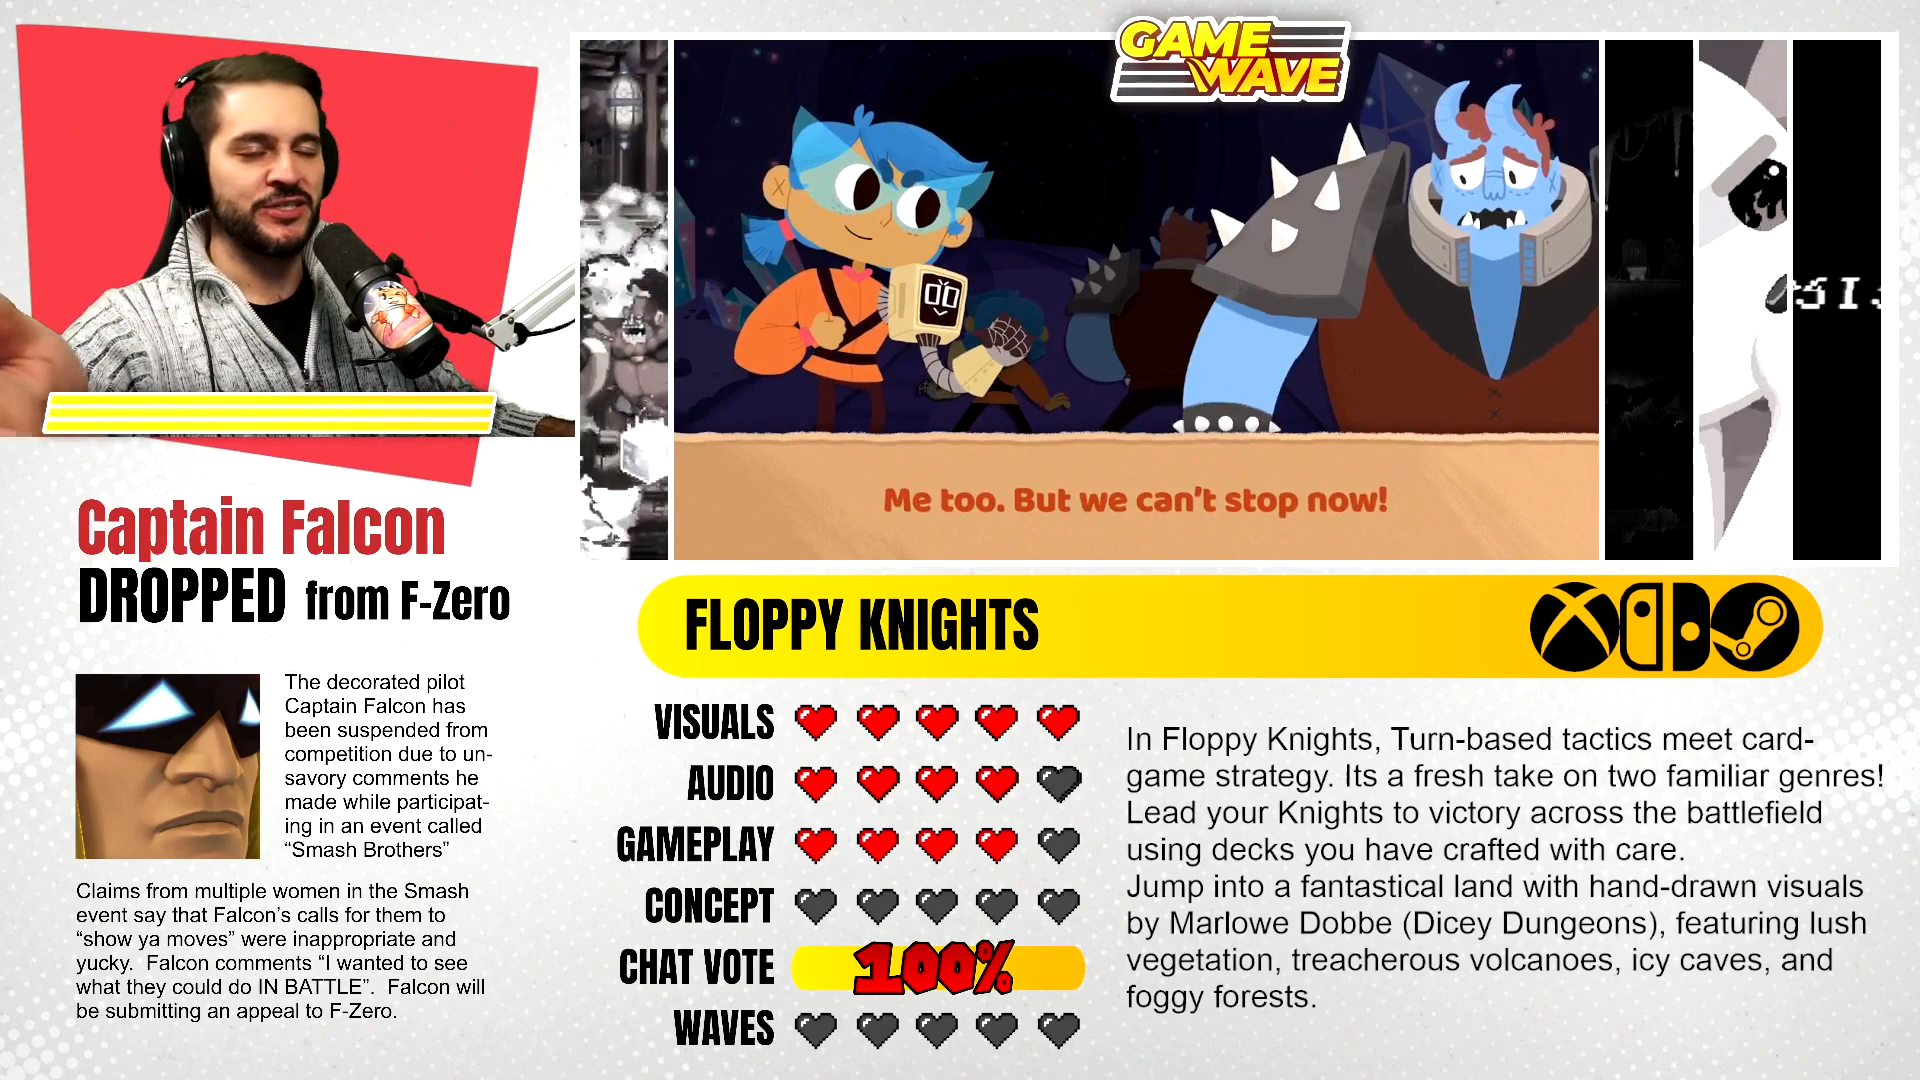 GAME
WAVE
Me too. But we can't stop now!
Captain Falcon
DROPPED from F-Zero
The decorated pilot
Captain Falcon has
been suspended from
competition due to un-
savory comments he
made while participat-
ing in an event called
“Smash Brothers”
Claims from multiple women in the Smash
event say that Falcon's calls for them to
“show ya moves” were inappropriate and
yucky.  Falcon comments “I wanted to see
what they could do IN BATTLE”.  Falcon will
be submitting an appeal to F-Zero.
FLOPPY KNIGHTS
VISUALS
AUDIO
GAMEPLAY
CONCEPT
CHAT VOTE 100%
WAVES
In Floppy Knights, Turn-based tactics meet card-
game strategy. Its a fresh take on two familiar genres!
Lead your Knights to victory across the battlefield
using decks you have crafted with care.
Jump into a fantastical land with hand-drawn visuals
by Marlowe Dobbe (Dicey Dungeons), featuring lush
vegetation, treacherous volcanoes, icy caves, and
foggy forests.